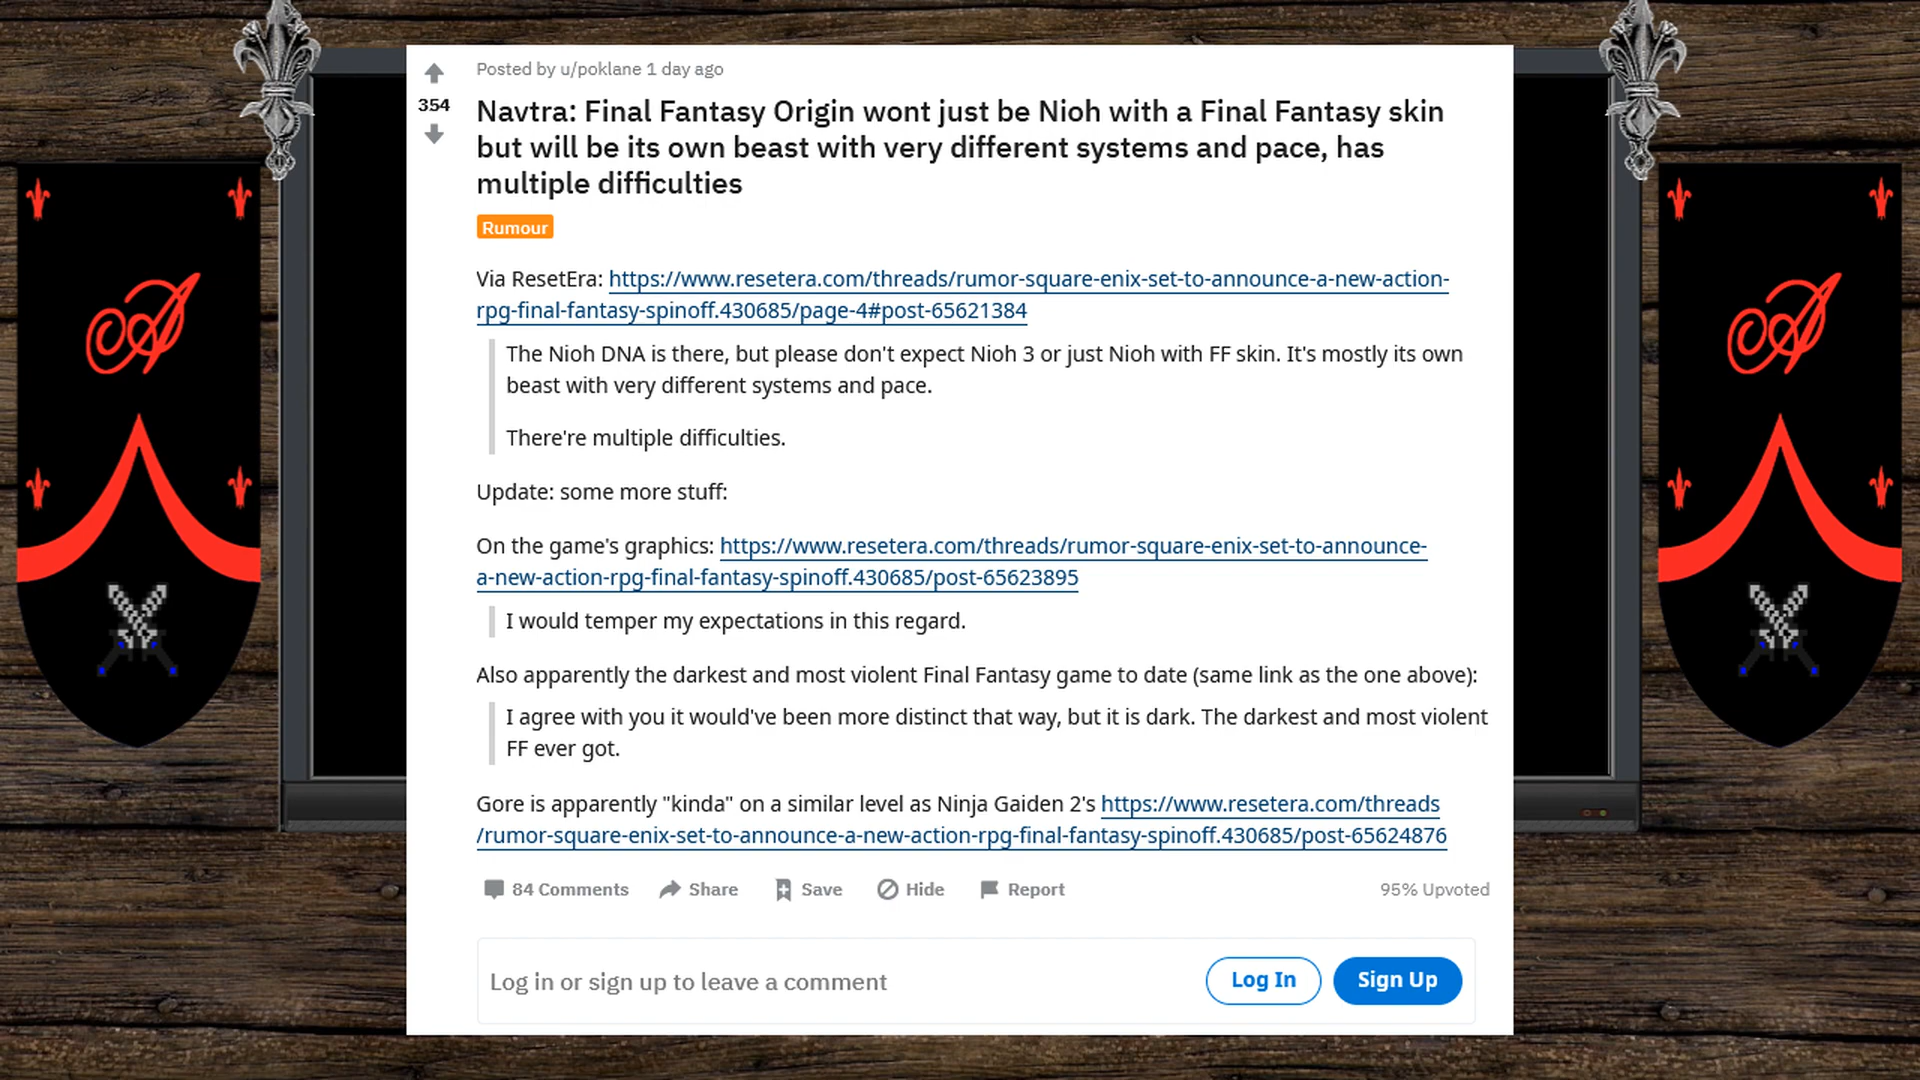 Posted by u/poklane 1 day ago
354
Navtra: Final Fantasy Origin wont just be Nioh with a Final Fantasy skin
but will be its own beast with very different systems and pace, has
multiple difficulties
Rumour
Via ResetEra: https://www.resetera.com/threads/rumor-square-enix-set-to-announce-a-new-action-
rpg-final-fantasy-spinoff.430685/page-4#post-65621384
The Nioh DNA is there, but please don't expect Nioh 3 or just Nioh with FF skin. It's mostly its own
beast with very different systems and pace.
There're multiple difficulties.
Update: some more stuff:
On the game's graphics: https://www.resetera.com/threads/rumor-square-enix-set-to-announce-
a-new-action-rpg-final-fantasy-spinoff.430685/post-65623895
I would temper my expectations in this regard.
Also apparently the darkest and most violent Final Fantasy game to date (same link as the one above):
I agree with you it would've been more distinct that way, but it is dark. The darkest and most violent
FF ever got.
Gore is apparently "kinda" on a similar level as Ninja Gaiden 2's https://www.resetera.com/threads
/rumor-square-enix-set-to-announce-a-new-action-rpg-final-fantasy-spinoff.430685/post-65624876
84 Comments Share Save Hide Report 95% Upvoted
Log in or sign up to leave a comment Log In Sign Up